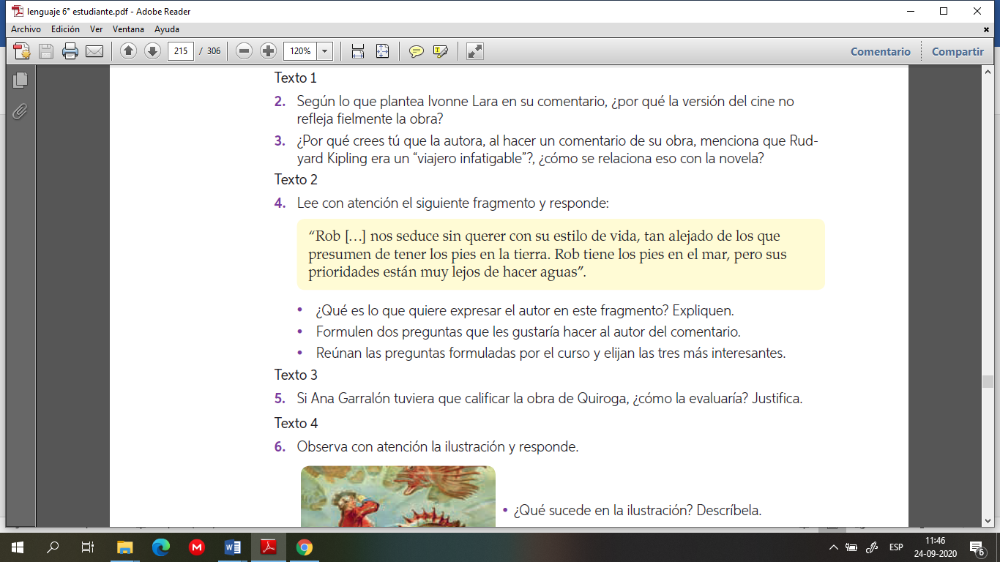 lenguaje 6° estudiante.pdf - Adobe Reader
Archivo Edición Ver Ventana Ayuda
215 / 306 120% Comentario Compartir
Texto 1
2. Según lo que plantea Ivonne Lara en su comentario, ¿por qué la versión del cine no
refleja fielmente la obra?
3. ¿Por qué crees tú que la autora, al hacer un comentario de su obra, menciona que Rud-
yard Kipling era un “viajero infatigable”?, ¿cómo se relaciona eso con la novela?
Texto 2
4. Lee con atención el siguiente fragmento y responde:
“Rob [...] nos seduce sin querer con su estilo de vida, tan alejado de los que
presumen de tener los pies en la tierra. Rob tiene los pies en el mar, pero sus
prioridades están muy lejos de hacer aguas”.
• ¿Qué es lo que quiere expresar el autor en este fragmento? Expliquen.
• Formulen dos preguntas que les gustaría hacer al autor del comentario.
• Reúnan las preguntas formuladas por el curso y elijan las tres más interesantes.
Texto 3
5. Si Ana Garralón tuviera que calificar la obra de Quiroga, ¿cómo la evaluaría? Justifica.
Texto 4
6. Observa con atención la ilustración y responde.
• ¿Qué sucede en la ilustración? Descríbela.
ESP
11:46
24-09-2020
6